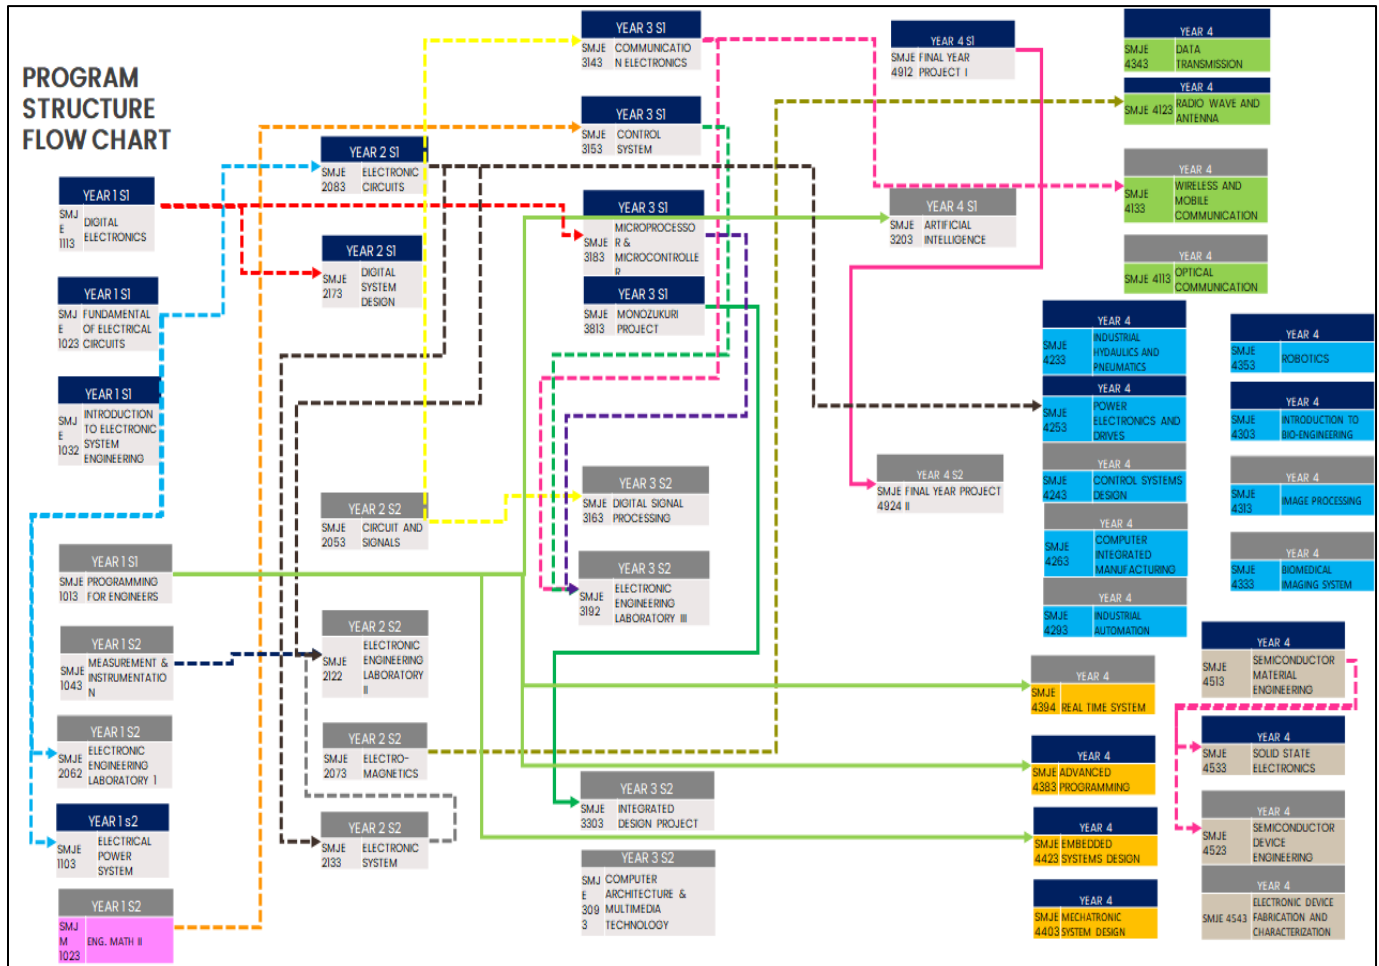 PROGRAM
STRUCTURE
FLOW CHART
YEAR 1 S1
SMJ
E
1113
DIGITAL
ELECTRONICS
YEAR 1 S1
SMJ
E
1023
FUNDAMENTAL
OF ELECTRICAL
CIRCUITS
YEAR 1 S1
SMJ
E
1032
INTRODUCTION
TO ELECTRONIC
SYSTEM
ENGINEERING
YEAR 1 S1
SMJE
1013
PROGRAMMING
FOR ENGINEERS
YEAR 1 S2
SMJE
1043
MEASUREMENT &
INSTRUMENTATIO
N
YEAR 1 S2
SMJE
2062
ELECTRONIC
ENGINEERING
LABORATORY 1
YEAR 1 s2
SMJE
1103
ELECTRICAL
POWER
SYSTEM
YEAR 1 S2
SMJ
M
1023
ENG. MATH II
YEAR 2 S1
SMJE
2083
ELECTRONIC
CIRCUITS
YEAR 2 S1
SMJE
2173
DIGITAL
SYSTEM
DESIGN
YEAR 2 S2
SMJE
2053
CIRCUIT AND
SIGNALS
YEAR 2 S2
SMJE
2122
ELECTRONIC
ENGINEERING
LABORATORY
II
YEAR 2 S2
SMJE
2073
ELECTRO-
MAGNETICS
YEAR 2 S2
SMJE
2133
ELECTRONIC
SYSTEM
YEAR 3 S1
SMJE
3143
COMMUNICATIO
N ELECTRONICS
YEAR 3 S1
SMJE
3153
CONTROL
SYSTEM
YEAR 3 S1
SMJE
3183
MICROPROCESSO
R &
MICROCONTROLLE
R
YEAR 3 S1
SMJE
3813
MONOZUKURI
PROJECT
YEAR 3 S2
SMJE
3163
DIGITAL SIGNAL
PROCESSING
YEAR 3 S2
SMJE
3192
ELECTRONIC
ENGINEERING
LABORATORY III
YEAR 3 S2
SMJE
3303
INTEGRATED
DESIGN PROJECT
YEAR 3 S2
SMJ
E
309
3
COMPUTER
ARCHITECTURE &
MULTIMEDIA
TECHNOLOGY
YEAR 4 S1
SMJE
4912
FINAL YEAR
PROJECT I
YEAR 4 S1
SMJE
3203
ARTIFICIAL
INTELLIGENCE
YEAR 4 S2
SMJE
4924
FINAL YEAR PROJECT
II
YEAR 4
SMJE
4343
DATA
TRANSMISSION
YEAR 4
SMJE 4123
RADIO WAVE AND
ANTENNA
YEAR 4
SMJE
4133
WIRELESS AND
MOBILE
COMMUNICATION
YEAR 4
SMJE 4113
OPTICAL
COMMUNICATION
YEAR 4
SMJE
4233
INDUSTRIAL
HYDAULICS AND
PNEUMATICS
YEAR 4
SMJE
4253
POWER
ELECTRONICS AND
DRIVES
YEAR 4
SMJE
4243
CONTROL SYSTEMS
DESIGN
YEAR 4
SMJE
4263
COMPUTER
INTEGRATED
MANUFACTURING
YEAR 4
SMJE
4293
INDUSTRIAL
AUTOMATION
YEAR 4
SMJE
4353
ROBOTICS
YEAR 4
SMJE
4303
INTRODUCTION TO
BIO-ENGINEERING
YEAR 4
SMJE
4313
IMAGE PROCESSING
YEAR 4
SMJE
4333
BIOMEDICAL
IMAGING SYSTEM
YEAR 4
SMJE
4394
REAL TIME SYSTEM
YEAR 4
SMJE
4383
ADVANCED
PROGRAMMING
YEAR 4
SMJE
4423
EMBEDDED
SYSTEMS DESIGN
YEAR 4
SMJE
4403
MECHATRONIC
SYSTEM DESIGN
YEAR 4
SMJE
4513
SEMICONDUCTOR
MATERIAL
ENGINEERING
YEAR 4
SMJE
4533
SOLID STATE
ELECTRONICS
YEAR 4
SMJE
4523
SEMICONDUCTOR
DEVICE
ENGINEERING
YEAR 4
SMJE 4543
ELECTRONIC DEVICE
FABRICATION AND
CHARACTERIZATION